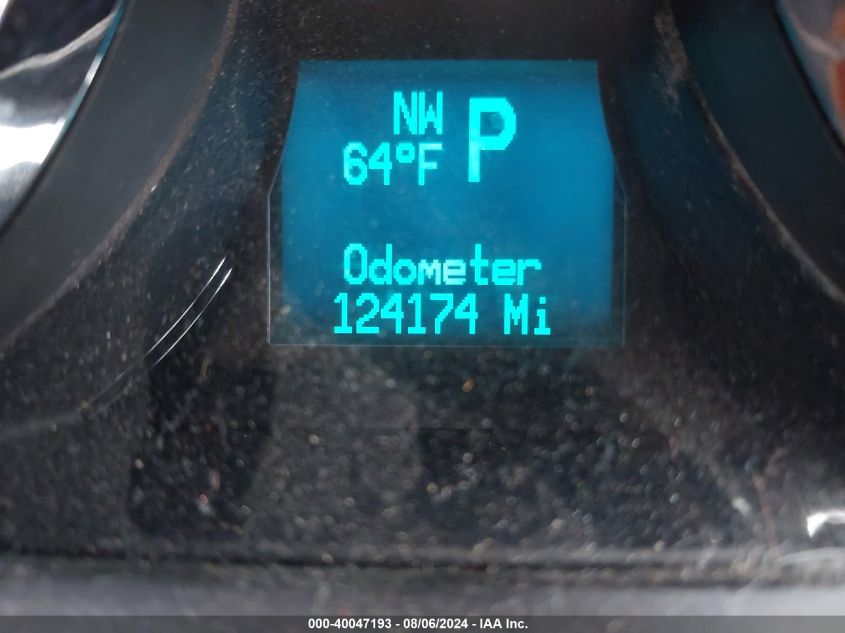 NW P
64°F
Odometer
124174 Mi
000-40047193 - 08/06/2024 - IAA Inc.